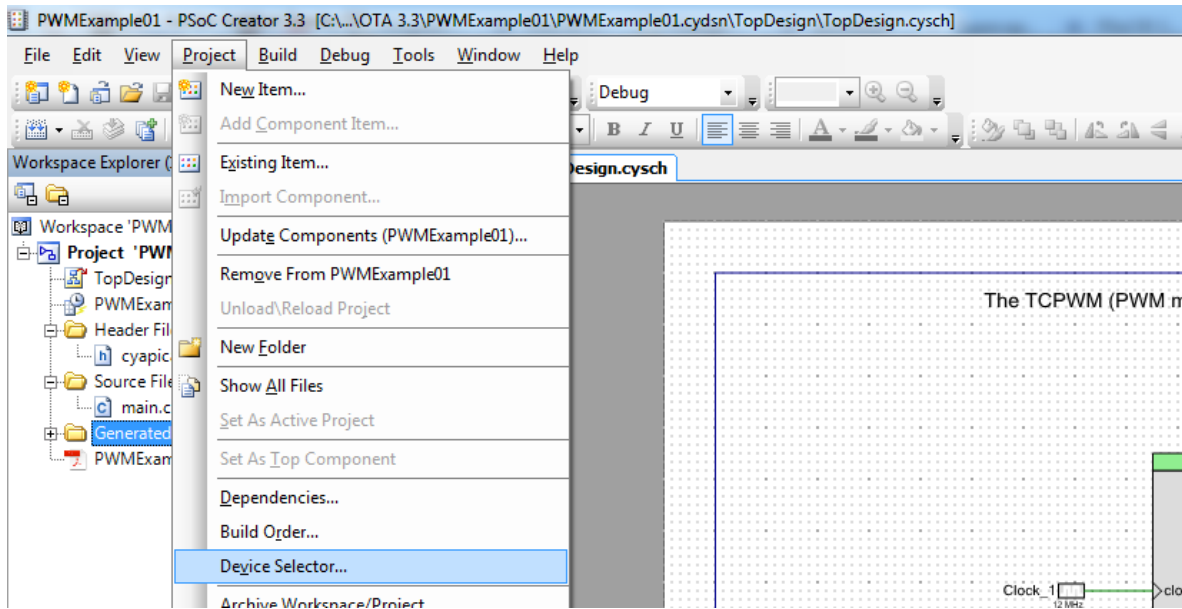 PWMExample01 - PSoC Creator 3.3 [C:\...\OTA 3.3\PWMExample01\PWMExample01.cydsn\TopDesign\TopDesign.cysch]
File Edit View Project Build Debug Tools Window Help
New Item...
Debug
Add Component Item...
B I U A
Workspace Explorer (
Existing Item...
Design.cysch
Import Component...
Workspace 'PWM
Update Components (PWMExample01)...
Project 'PWM
TopDesign
Remove From PWMExample01
PWMExam
Unload\Reload Project
The TCPWM (PWM m
Header Fil
New Folder
cyapic
Source File
Show All Files
main.c
Set As Active Project
Generated
PWMExam
Set As Top Component
Dependencies...
Build Order...
Device Selector...
Clock_1
clo
Archive Workspace/Project
12 MHz